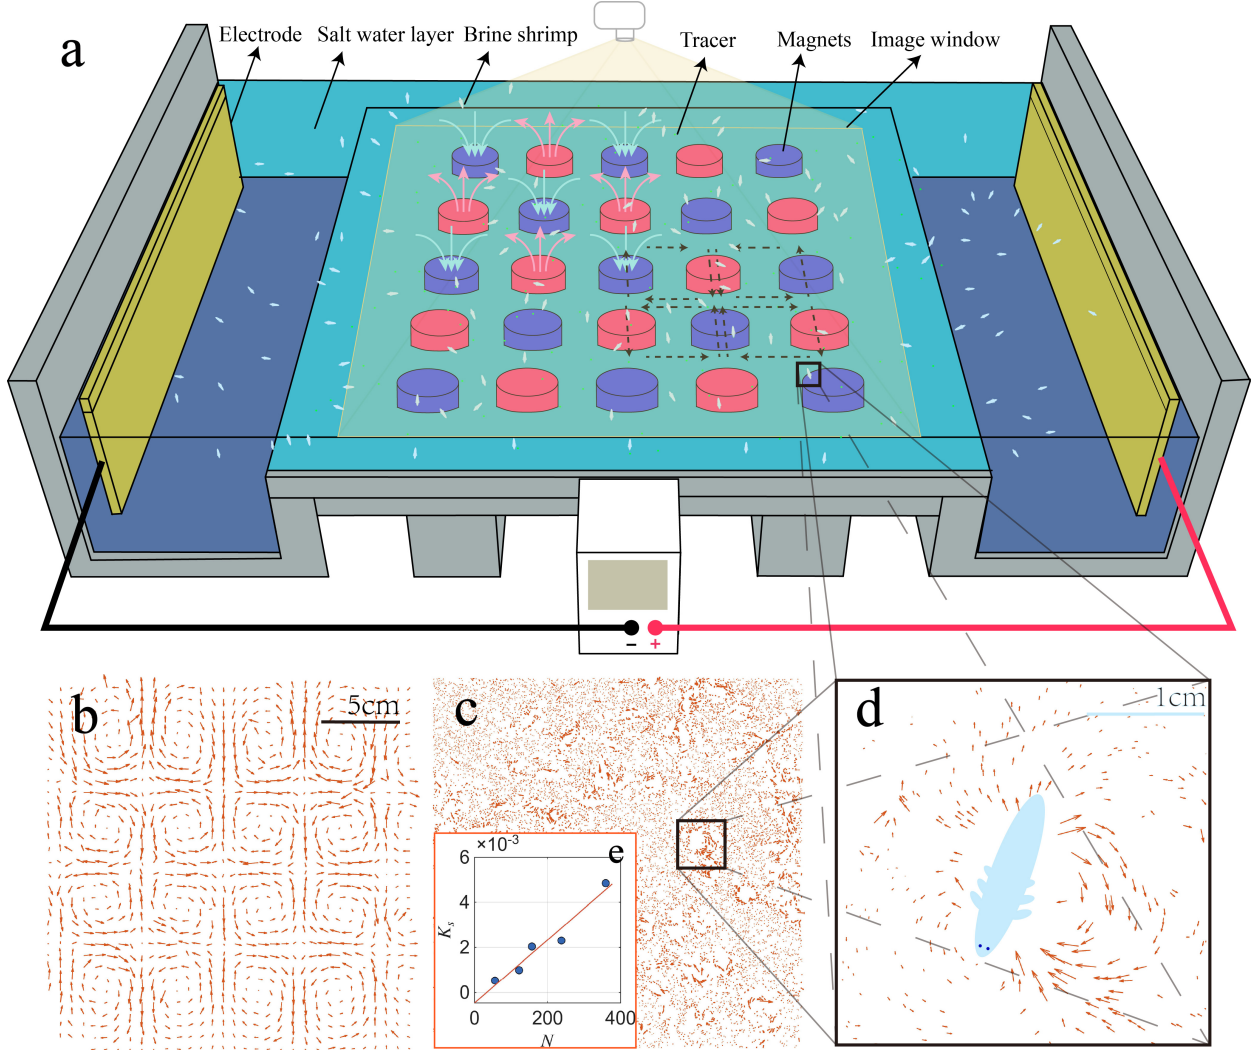 a
Electrode
Salt water layer
Brine shrimp
Tracer
Magnets
Image window
−
+
b
5cm
c
d
1cm
e
×10⁻³
6
4
2
0
Kₛ
0
200
400
N